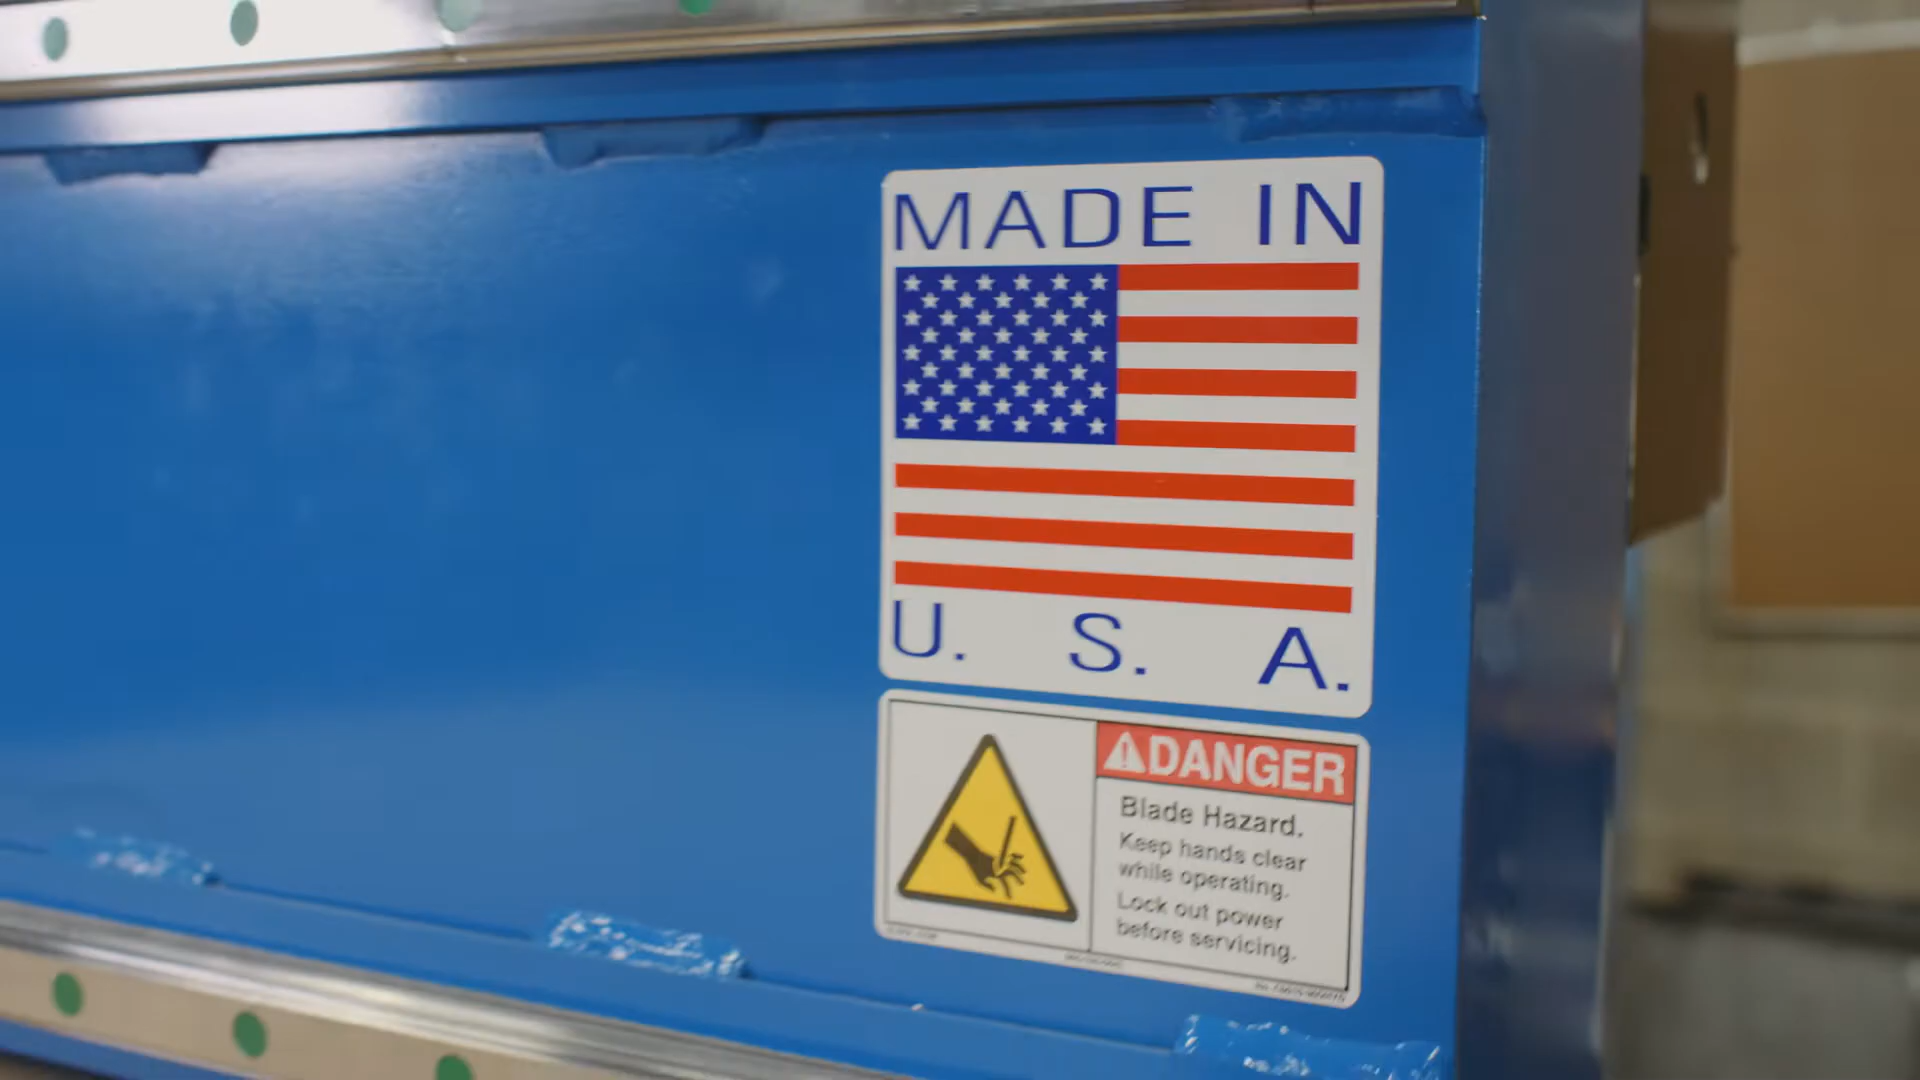 MADE IN
U. S. A.
DANGER
Blade Hazard.
Keep hands clear
while operating.
Lock out power
before servicing.